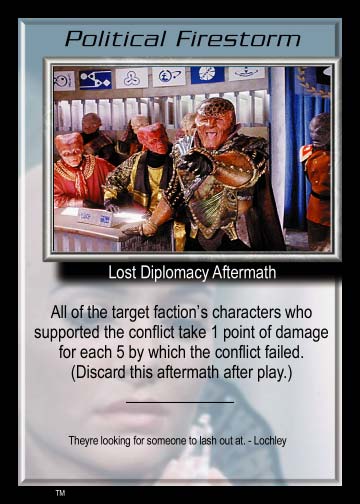 Political Firestorm
Lost Diplomacy Aftermath
All of the target faction's characters who
supported the conflict take 1 point of damage
for each 5 by which the conflict failed.
(Discard this aftermath after play.)
Theyre looking for someone to lash out at. - Lochley
TM